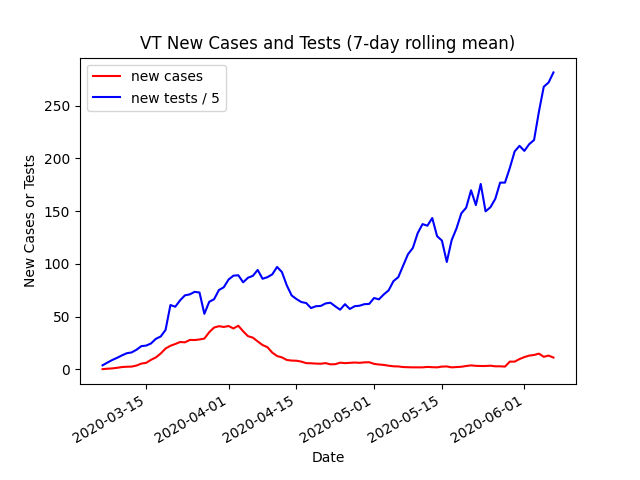 VT New Cases and Tests (7-day rolling mean)
new cases
new tests / 5
New Cases or Tests
250
200
150
100
50
0
2020-03-15
2020-04-01
2020-04-15
2020-05-01
2020-05-15
2020-06-01
Date